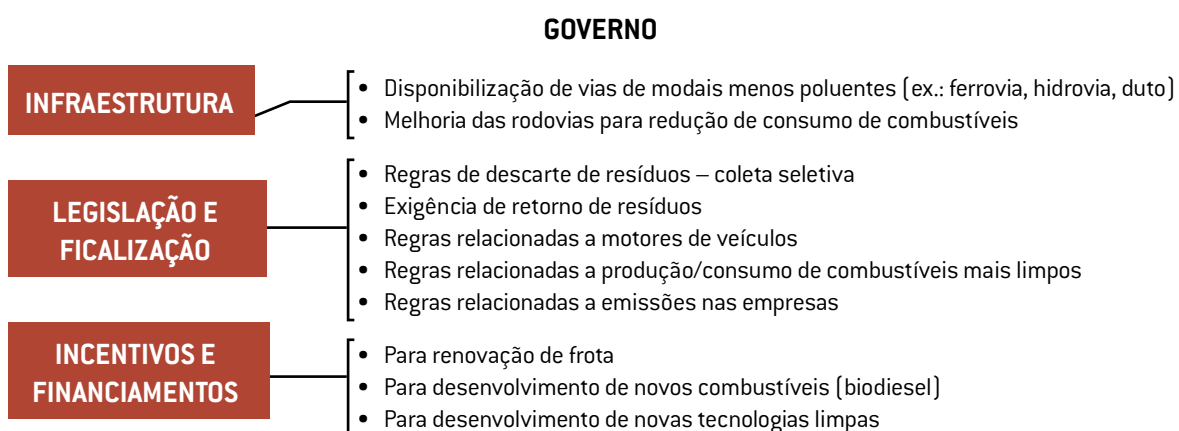 GOVERNO
INFRAESTRUTURA
• Disponibilização de vias de modais menos poluentes (ex.: ferrovia, hidrovia, duto)
• Melhoria das rodovias para redução de consumo de combustíveis
LEGISLAÇÃO E
FICALIZAÇÃO
• Regras de descarte de resíduos – coleta seletiva
• Exigência de retorno de resíduos
• Regras relacionadas a motores de veículos
• Regras relacionadas a produção/consumo de combustíveis mais limpos
• Regras relacionadas a emissões nas empresas
INCENTIVOS E
FINANCIAMENTOS
• Para renovação de frota
• Para desenvolvimento de novos combustíveis (biodiesel)
• Para desenvolvimento de novas tecnologias limpas